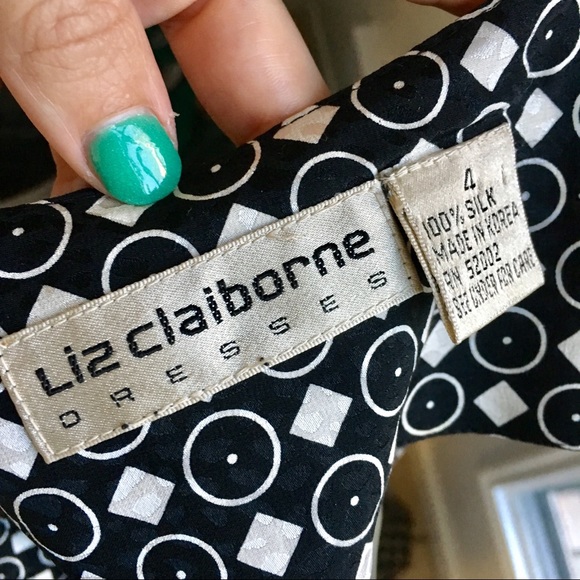 Liz claiborne
DRESSES
4
100% SILK
MADE IN KOREA
RN 52002
SEE UNDER FOR CARE